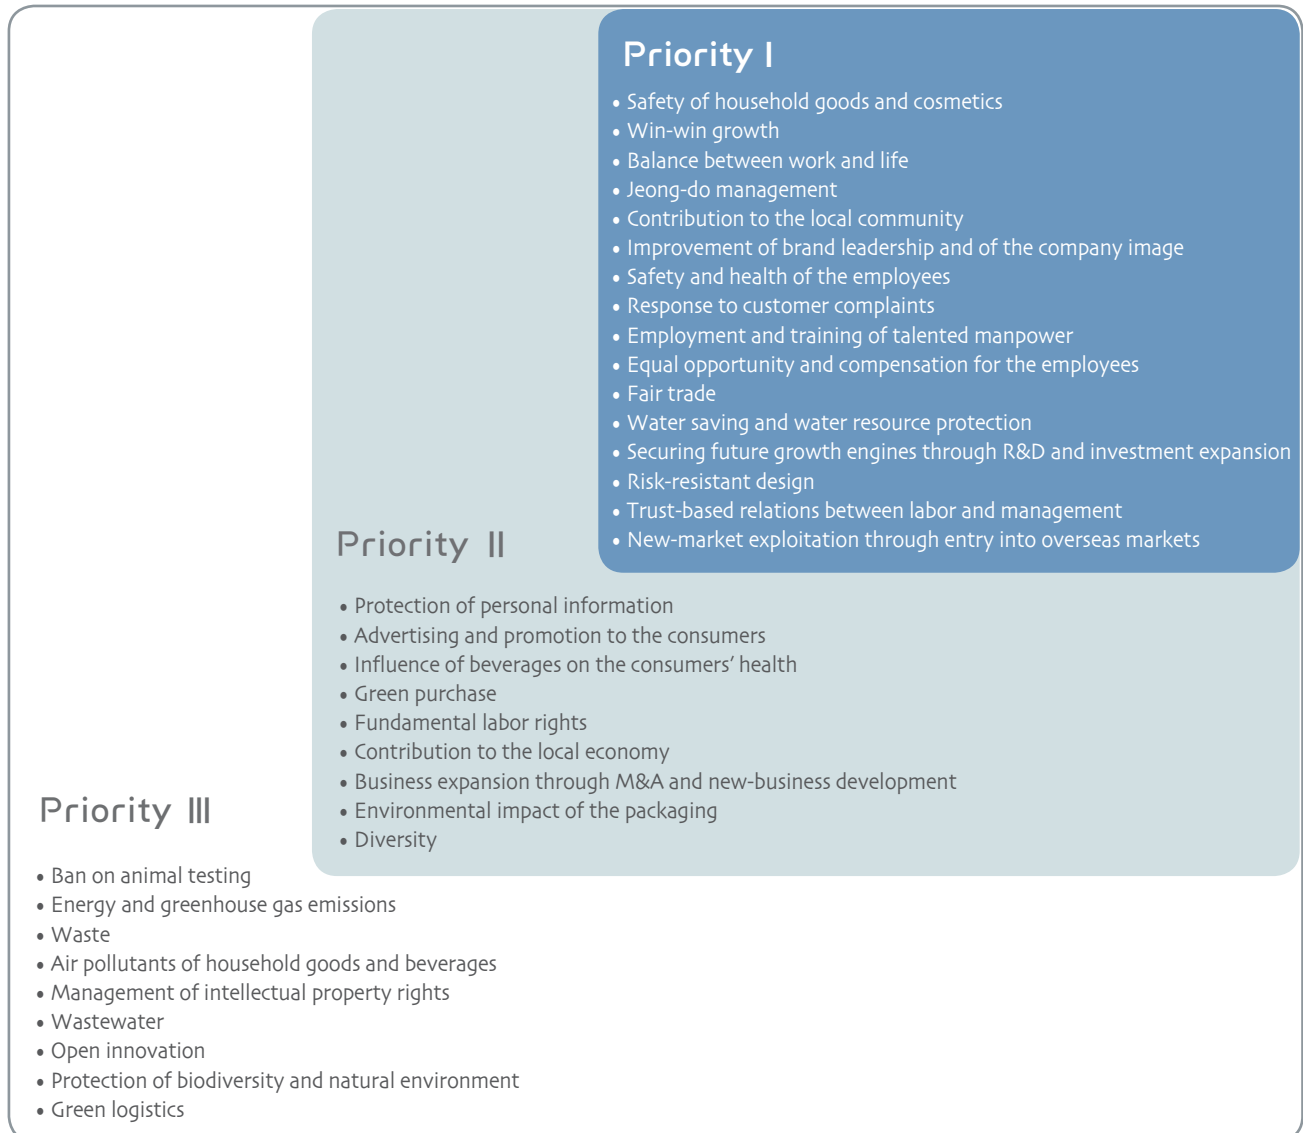 Priority I
• Safety of household goods and cosmetics
• Win-win growth
• Balance between work and life
• Jeong-do management
• Contribution to the local community
• Improvement of brand leadership and of the company image
• Safety and health of the employees
• Response to customer complaints
• Employment and training of talented manpower
• Equal opportunity and compensation for the employees
• Fair trade
• Water saving and water resource protection
• Securing future growth engines through R&D and investment expansion
• Risk-resistant design
• Trust-based relations between labor and management
• New-market exploitation through entry into overseas markets
Priority II
• Protection of personal information
• Advertising and promotion to the consumers
• Influence of beverages on the consumers’ health
• Green purchase
• Fundamental labor rights
• Contribution to the local economy
• Business expansion through M&A and new-business development
• Environmental impact of the packaging
• Diversity
Priority III
• Ban on animal testing
• Energy and greenhouse gas emissions
• Waste
• Air pollutants of household goods and beverages
• Management of intellectual property rights
• Wastewater
• Open innovation
• Protection of biodiversity and natural environment
• Green logistics